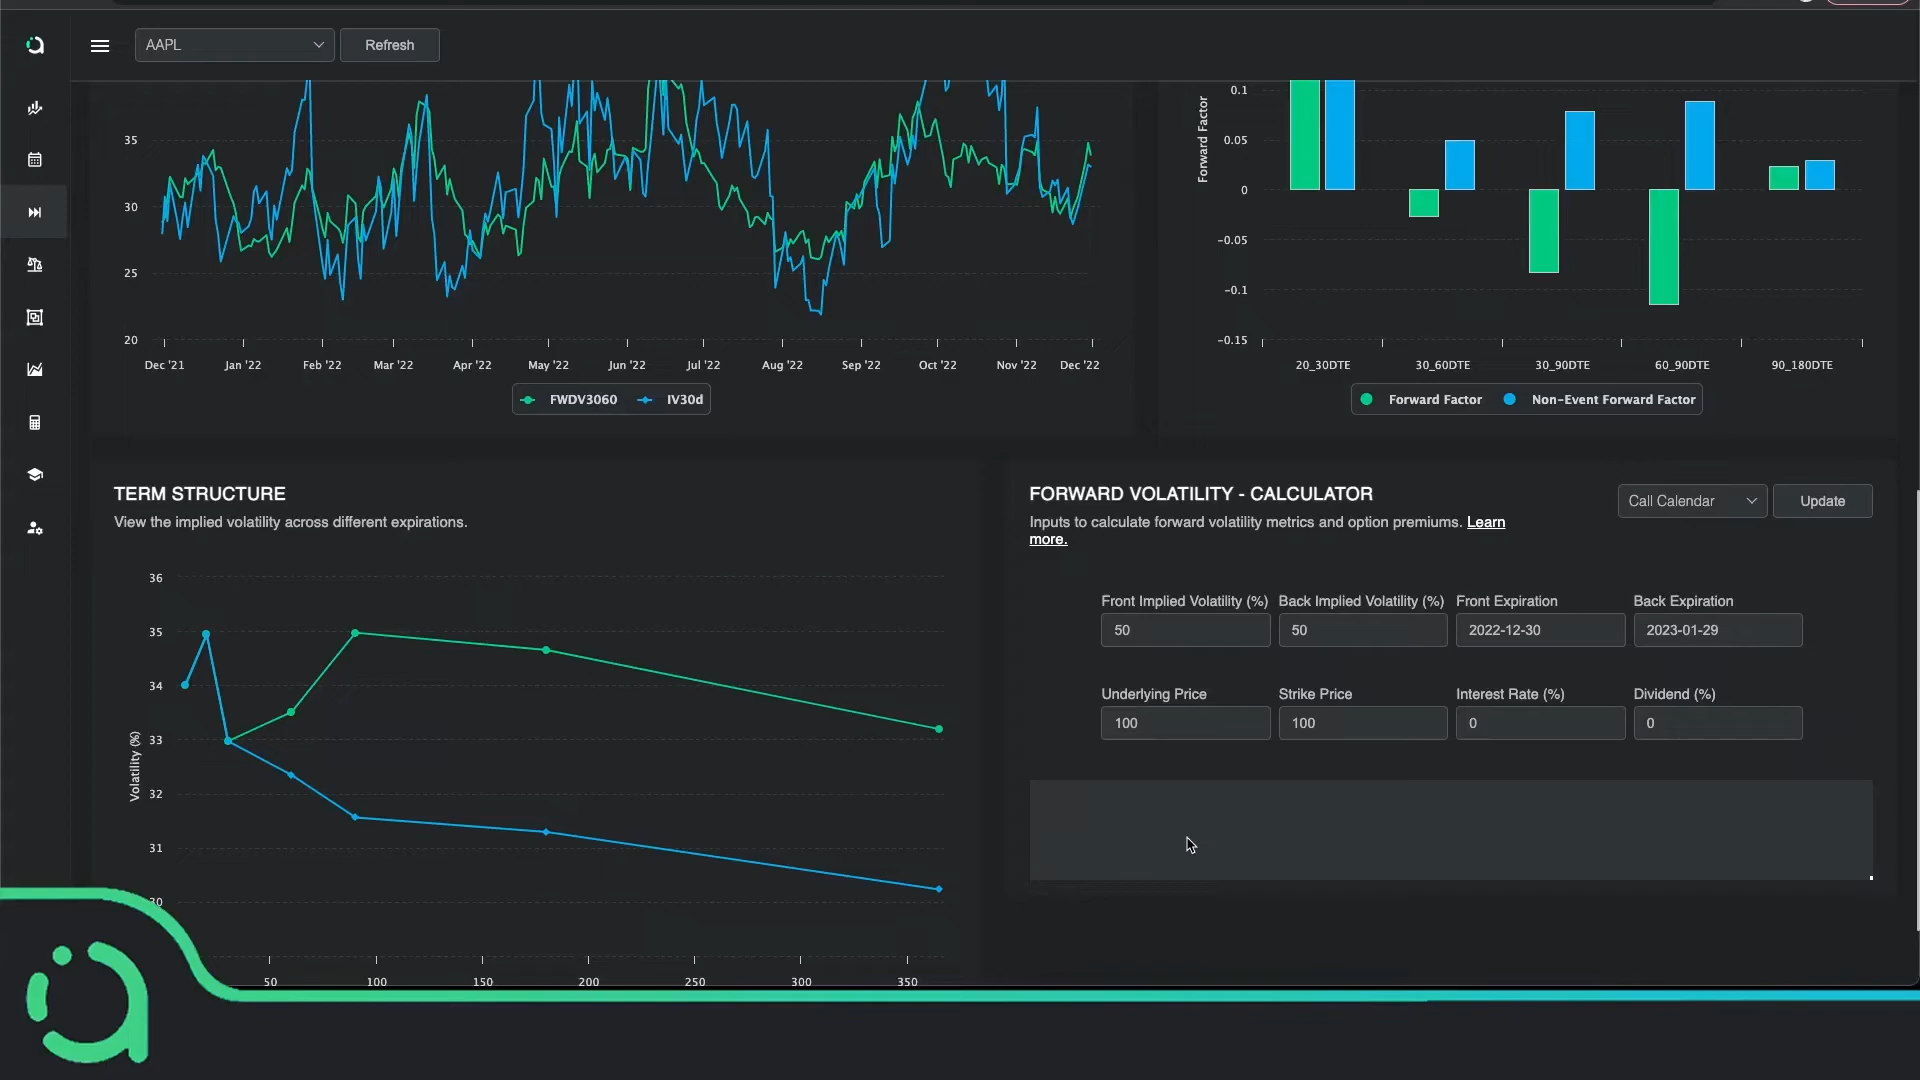 AAPL
Refresh
35
30
25
20
Dec '21
Jan '22
Feb '22
Mar '22
Apr '22
May '22
Jun '22
Jul '22
Aug '22
Sep '22
Oct '22
Nov '22
Dec '22
FWDV3060
IV30d
Forward Factor
0.1
0.05
0
-0.05
-0.1
-0.15
20_30DTE
30_60DTE
30_90DTE
60_90DTE
90_180DTE
Forward Factor
Non-Event Forward Factor
TERM STRUCTURE
View the implied volatility across different expirations.
Volatility (%)
36
35
34
33
32
31
30
50
100
150
200
250
300
350
FORWARD VOLATILITY - CALCULATOR
Inputs to calculate forward volatility metrics and option premiums. Learn
more.
Call Calendar
Update
Front Implied Volatility (%)
Back Implied Volatility (%)
Front Expiration
Back Expiration
50
50
2022-12-30
2023-01-29
Underlying Price
Strike Price
Interest Rate (%)
Dividend (%)
100
100
0
0